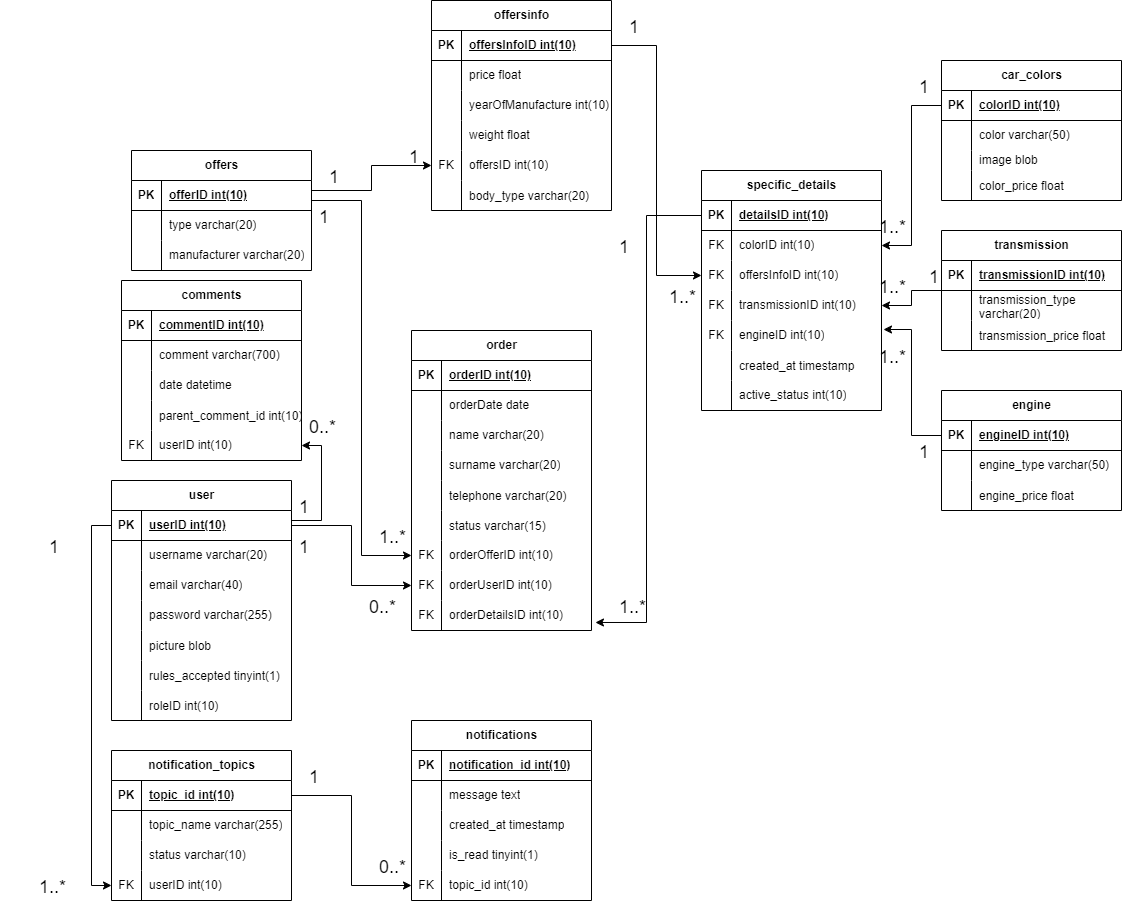 offersinfo
PK offersInfoID int(10)
price float
yearOfManufacture int(10)
weight float
FK offersID int(10)
body_type varchar(20)
1
1
offers
PK offerID int(10)
type varchar(20)
manufacturer varchar(20)
1
1
comments
PK commentID int(10)
comment varchar(700)
date datetime
parent_comment_id int(10)
FK userID int(10)
0..*
user
PK userID int(10)
username varchar(20)
email varchar(40)
password varchar(255)
picture blob
rules_accepted tinyint(1)
roleID int(10)
1
1
1
order
PK orderID int(10)
orderDate date
name varchar(20)
surname varchar(20)
telephone varchar(20)
status varchar(15)
FK orderOfferID int(10)
FK orderUserID int(10)
FK orderDetailsID int(10)
1..*
0..*
1..*
specific_details
PK detailsID int(10)
FK colorID int(10)
FK offersInfoID int(10)
FK transmissionID int(10)
FK engineID int(10)
created_at timestamp
active_status int(10)
1
1..*
1..*
1..*
1..*
car_colors
PK colorID int(10)
color varchar(50)
image blob
color_price float
1
transmission
PK transmissionID int(10)
transmission_type
varchar(20)
transmission_price float
1
engine
PK engineID int(10)
engine_type varchar(50)
engine_price float
1
notification_topics
PK topic_id int(10)
topic_name varchar(255)
status varchar(10)
FK userID int(10)
1..*
1
notifications
PK notification_id int(10)
message text
created_at timestamp
is_read tinyint(1)
FK topic_id int(10)
0..*